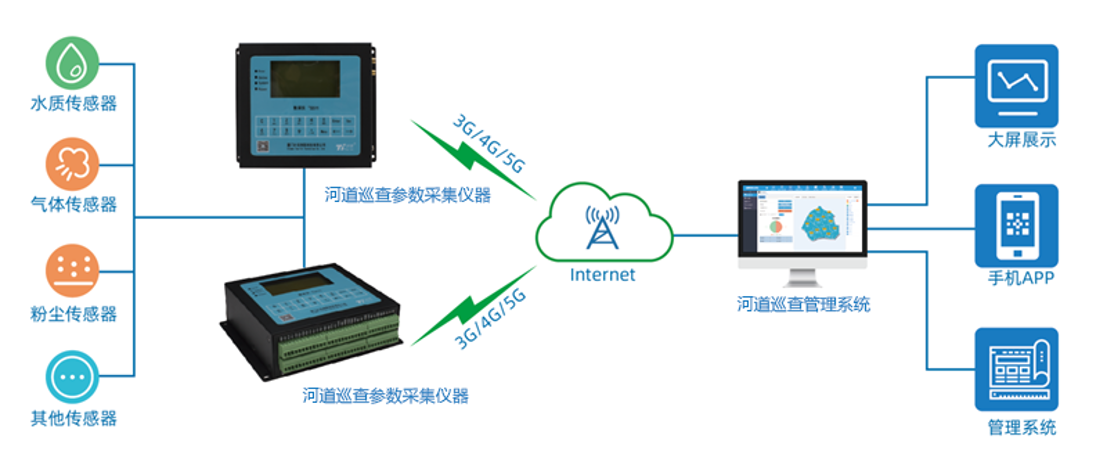 水质传感器
气体传感器
粉尘传感器
其他传感器
河道巡查参数采集仪器
河道巡查参数采集仪器
3G/4G/5G
3G/4G/5G
Internet
河道巡查管理系统
大屏展示
手机APP
管理系统